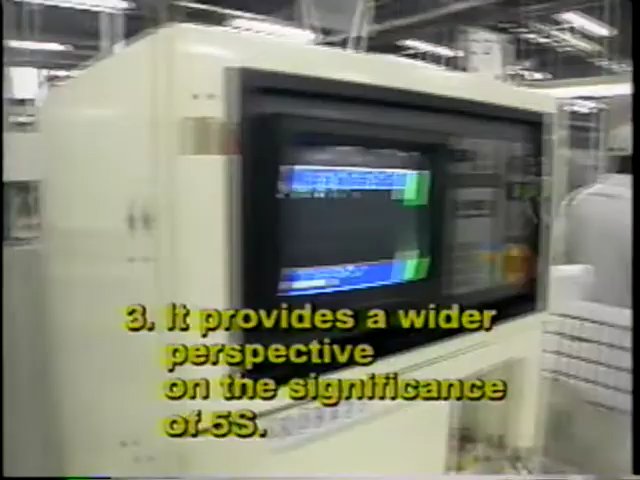 3. It provides a wider
perspective
on the significance
of 5S.